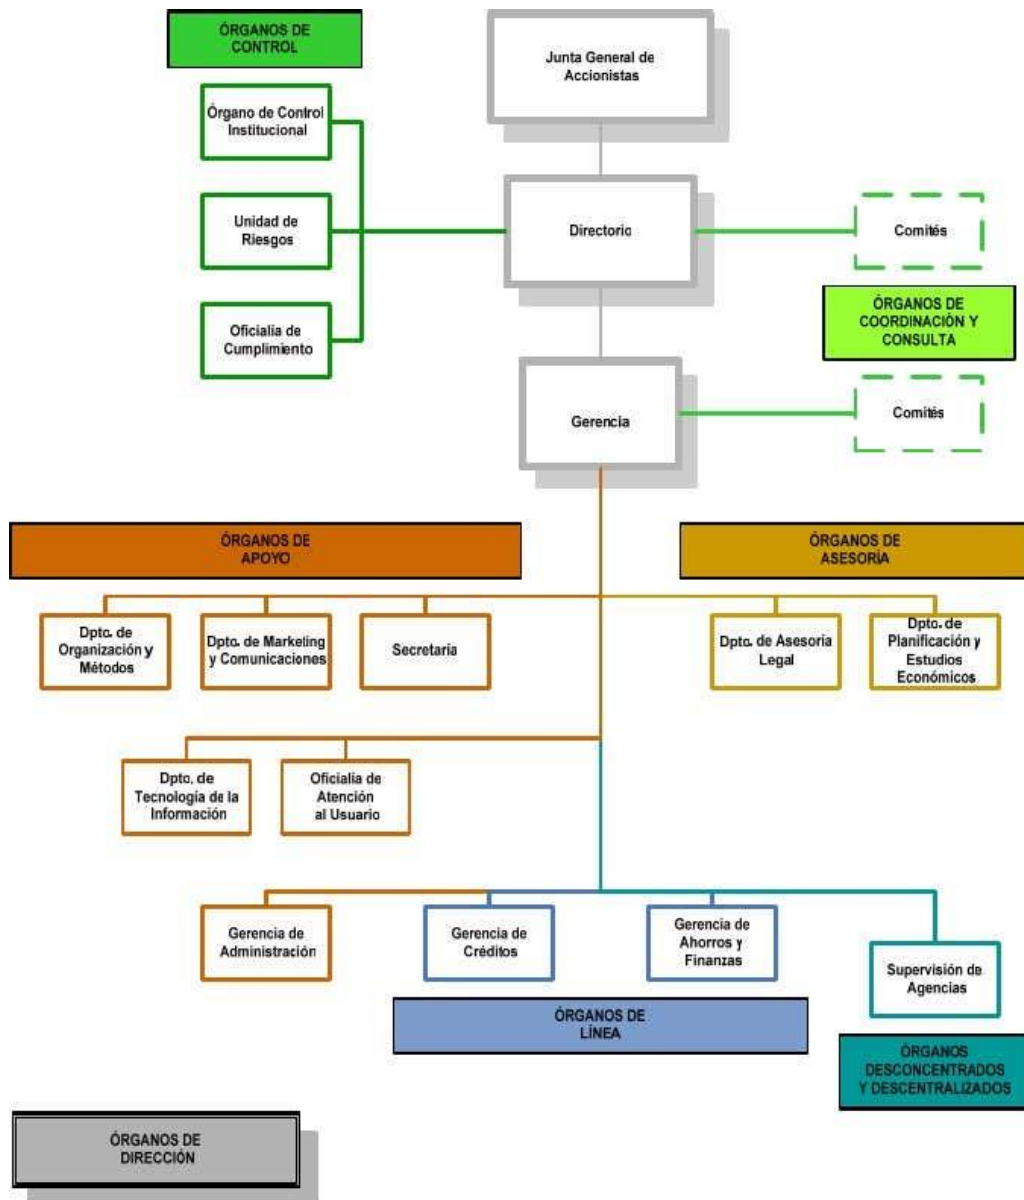 ÓRGANOS DE
CONTROL
Junta General de
Accionistas
Órgano de Control
Institucional
Unidad de
Riesgos
Directorio
Comités
ÓRGANOS DE
COORDINACIÓN Y
CONSULTA
Oficialia de
Cumplimiento
Gerencia
Comités
ÓRGANOS DE
APOYO
ÓRGANOS DE
ASESORÍA
Dpto. de
Organización y
Métodos
Dpto. de Marketing
y Comunicaciones
Secretaría
Dpto. de Asesoría
Legal
Dpto. de
Planificación y
Estudios
Económicos
Dpto. de
Tecnología de la
Información
Oficialía de
Atención
al Usuario
Gerencia de
Administración
Gerencia de
Créditos
Gerencia de
Ahorros y
Finanzas
Supervisión de
Agencias
ÓRGANOS DE
LÍNEA
ÓRGANOS
DESCONCENTRADOS
Y DESCENTRALIZADOS
ÓRGANOS DE
DIRECCIÓN